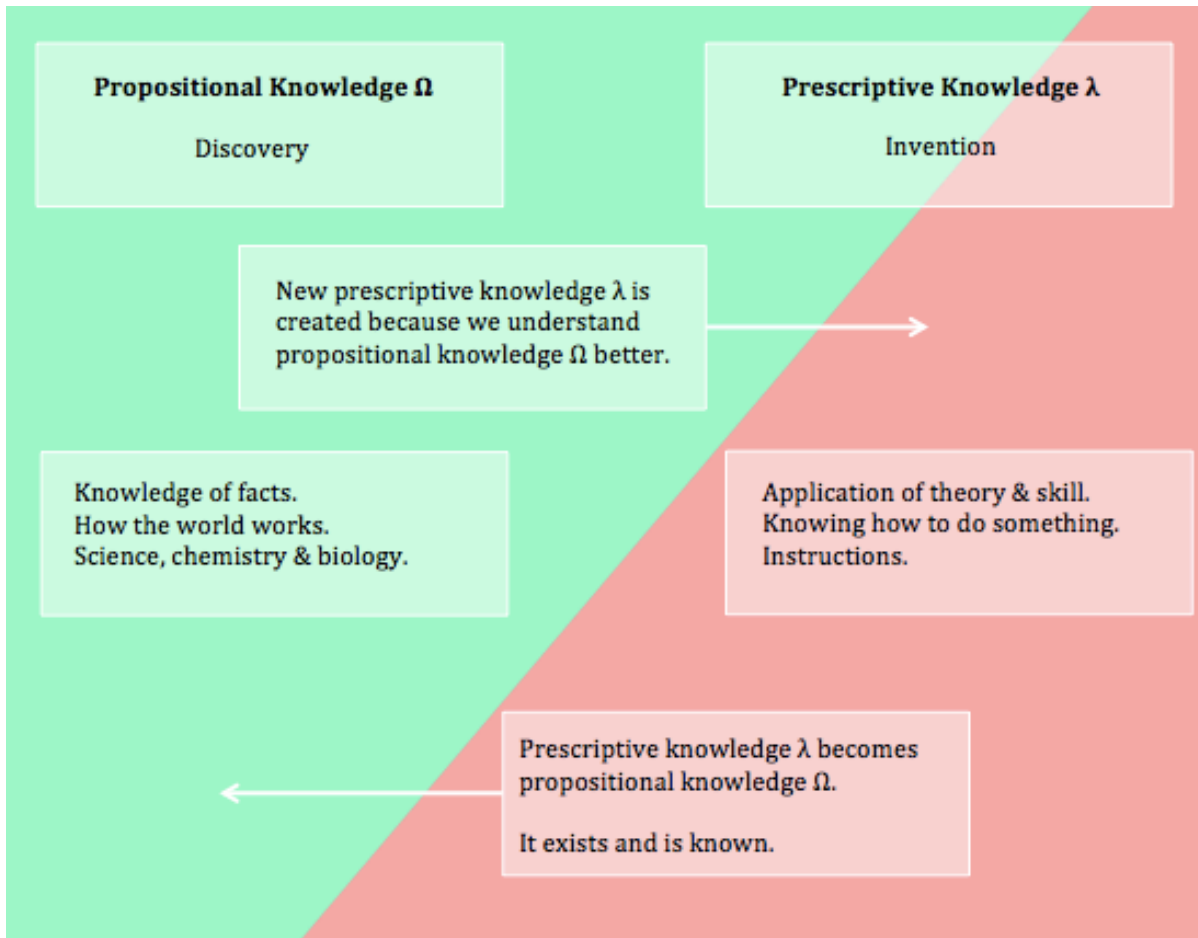 Propositional Knowledge Ω
Discovery
Prescriptive Knowledge λ
Invention
New prescriptive knowledge λ is
created because we understand
propositional knowledge Ω better.
Knowledge of facts.
How the world works.
Science, chemistry & biology.
Application of theory & skill.
Knowing how to do something.
Instructions.
Prescriptive knowledge λ becomes
propositional knowledge Ω.
It exists and is known.